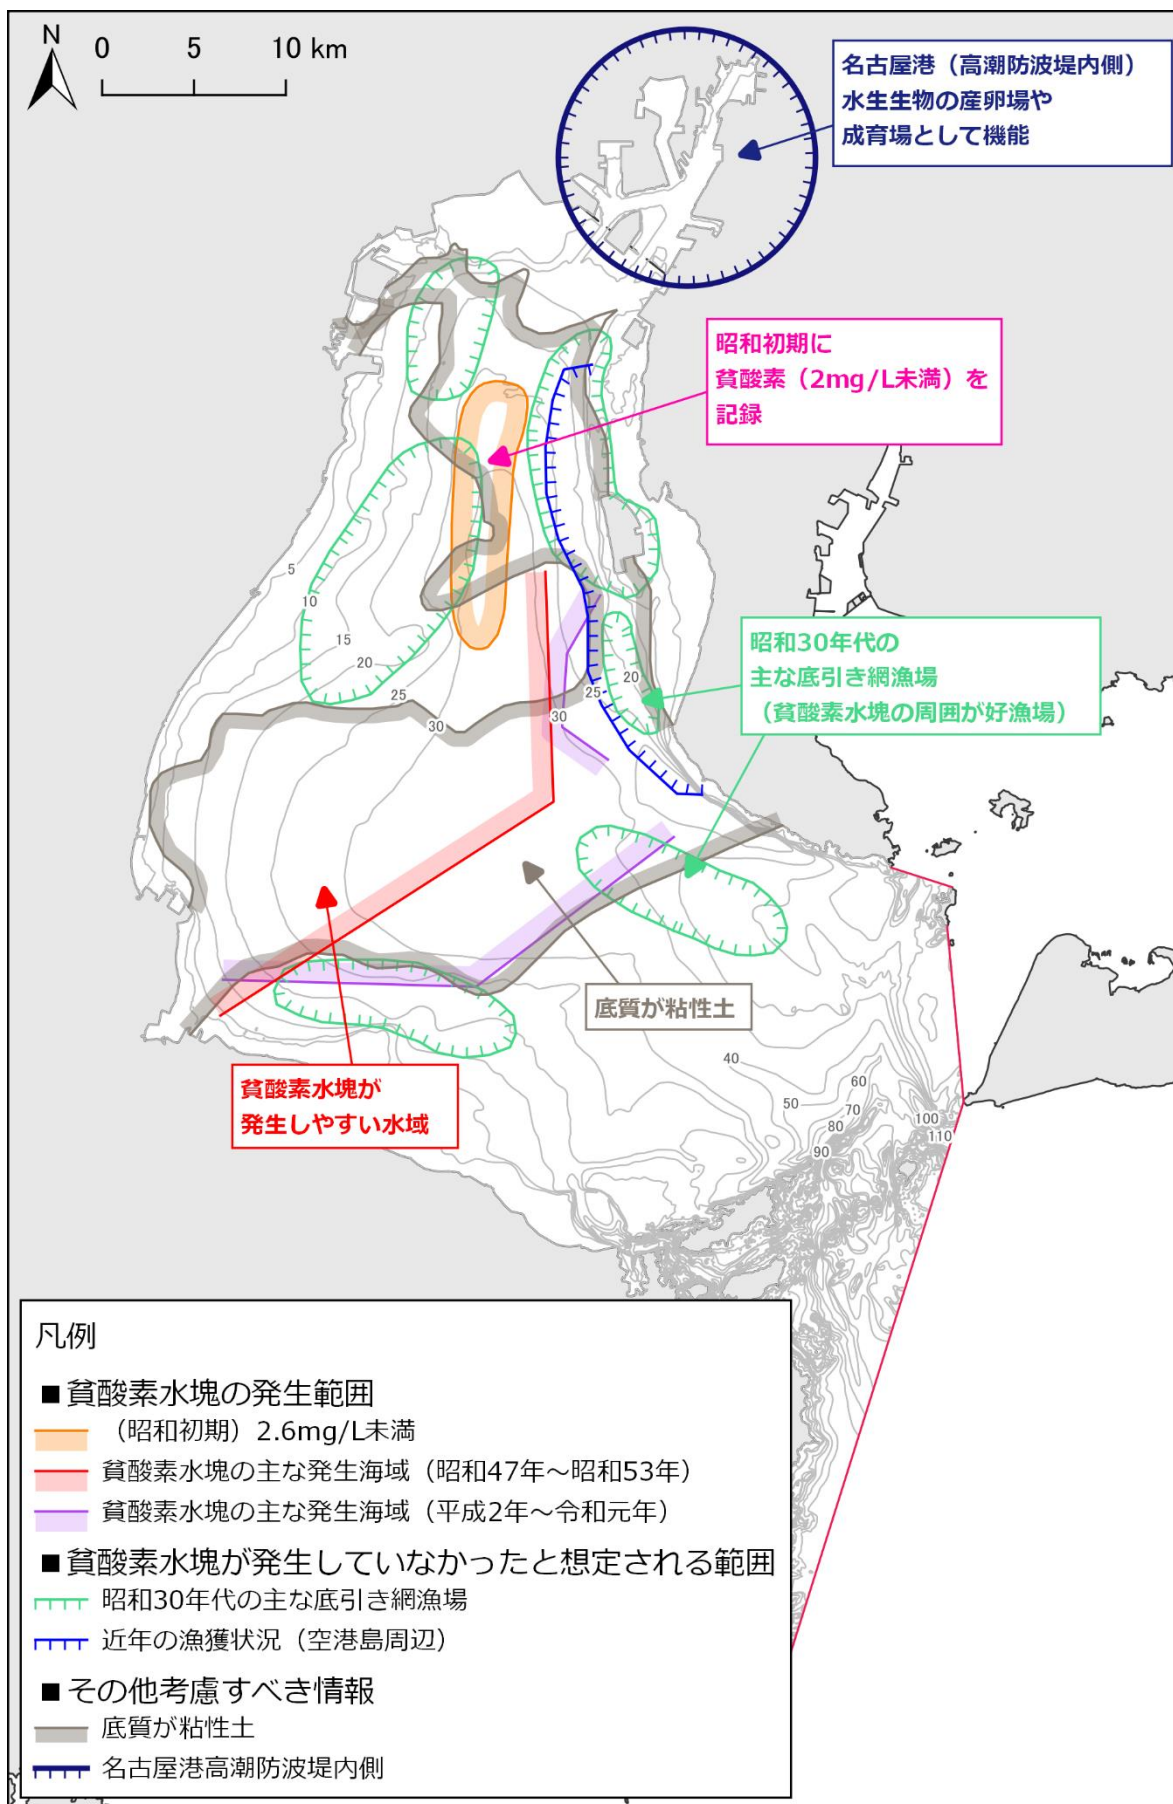 N
0 5 10 km
名古屋港（高潮防波堤内側）
水生生物の産卵場や
成育場として機能
昭和初期に
貧酸素（2mg/L未満）を
記録
5
10
15
20
25
30
昭和30年代の
主な底引き網漁場
（貧酸素水塊の周囲が好漁場）
20
25
30
底質が粘性土
貧酸素水塊が
発生しやすい水域
40
50
60
70
80
90
100
110
凡例
■貧酸素水塊の発生範囲
（昭和初期）2.6mg/L未満
貧酸素水塊の主な発生海域（昭和47年～昭和53年）
貧酸素水塊の主な発生海域（平成2年～令和元年）
■貧酸素水塊が発生していなかったと想定される範囲
昭和30年代の主な底引き網漁場
近年の漁獲状況（空港島周辺）
■その他考慮すべき情報
底質が粘性土
名古屋港高潮防波堤内側